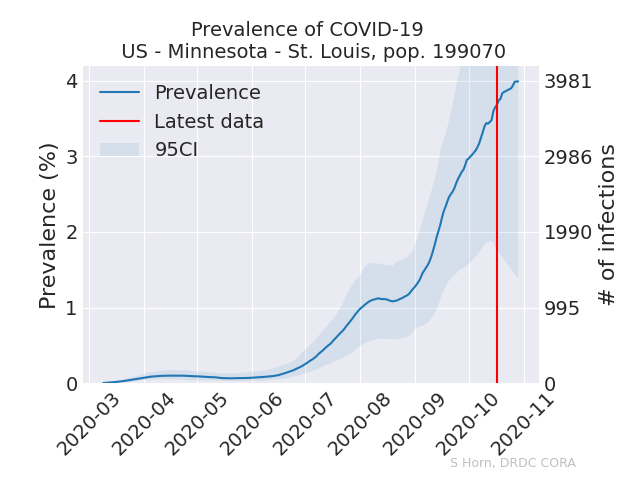 Prevalence of COVID-19
US - Minnesota - St. Louis, pop. 199070
Prevalence
Latest data
95CI
Prevalence (%)
4
3
2
1
0
3981
2986
1990
995
0
# of infections
2020-03
2020-04
2020-05
2020-06
2020-07
2020-08
2020-09
2020-10
2020-11
S Horn, DRDC CORA